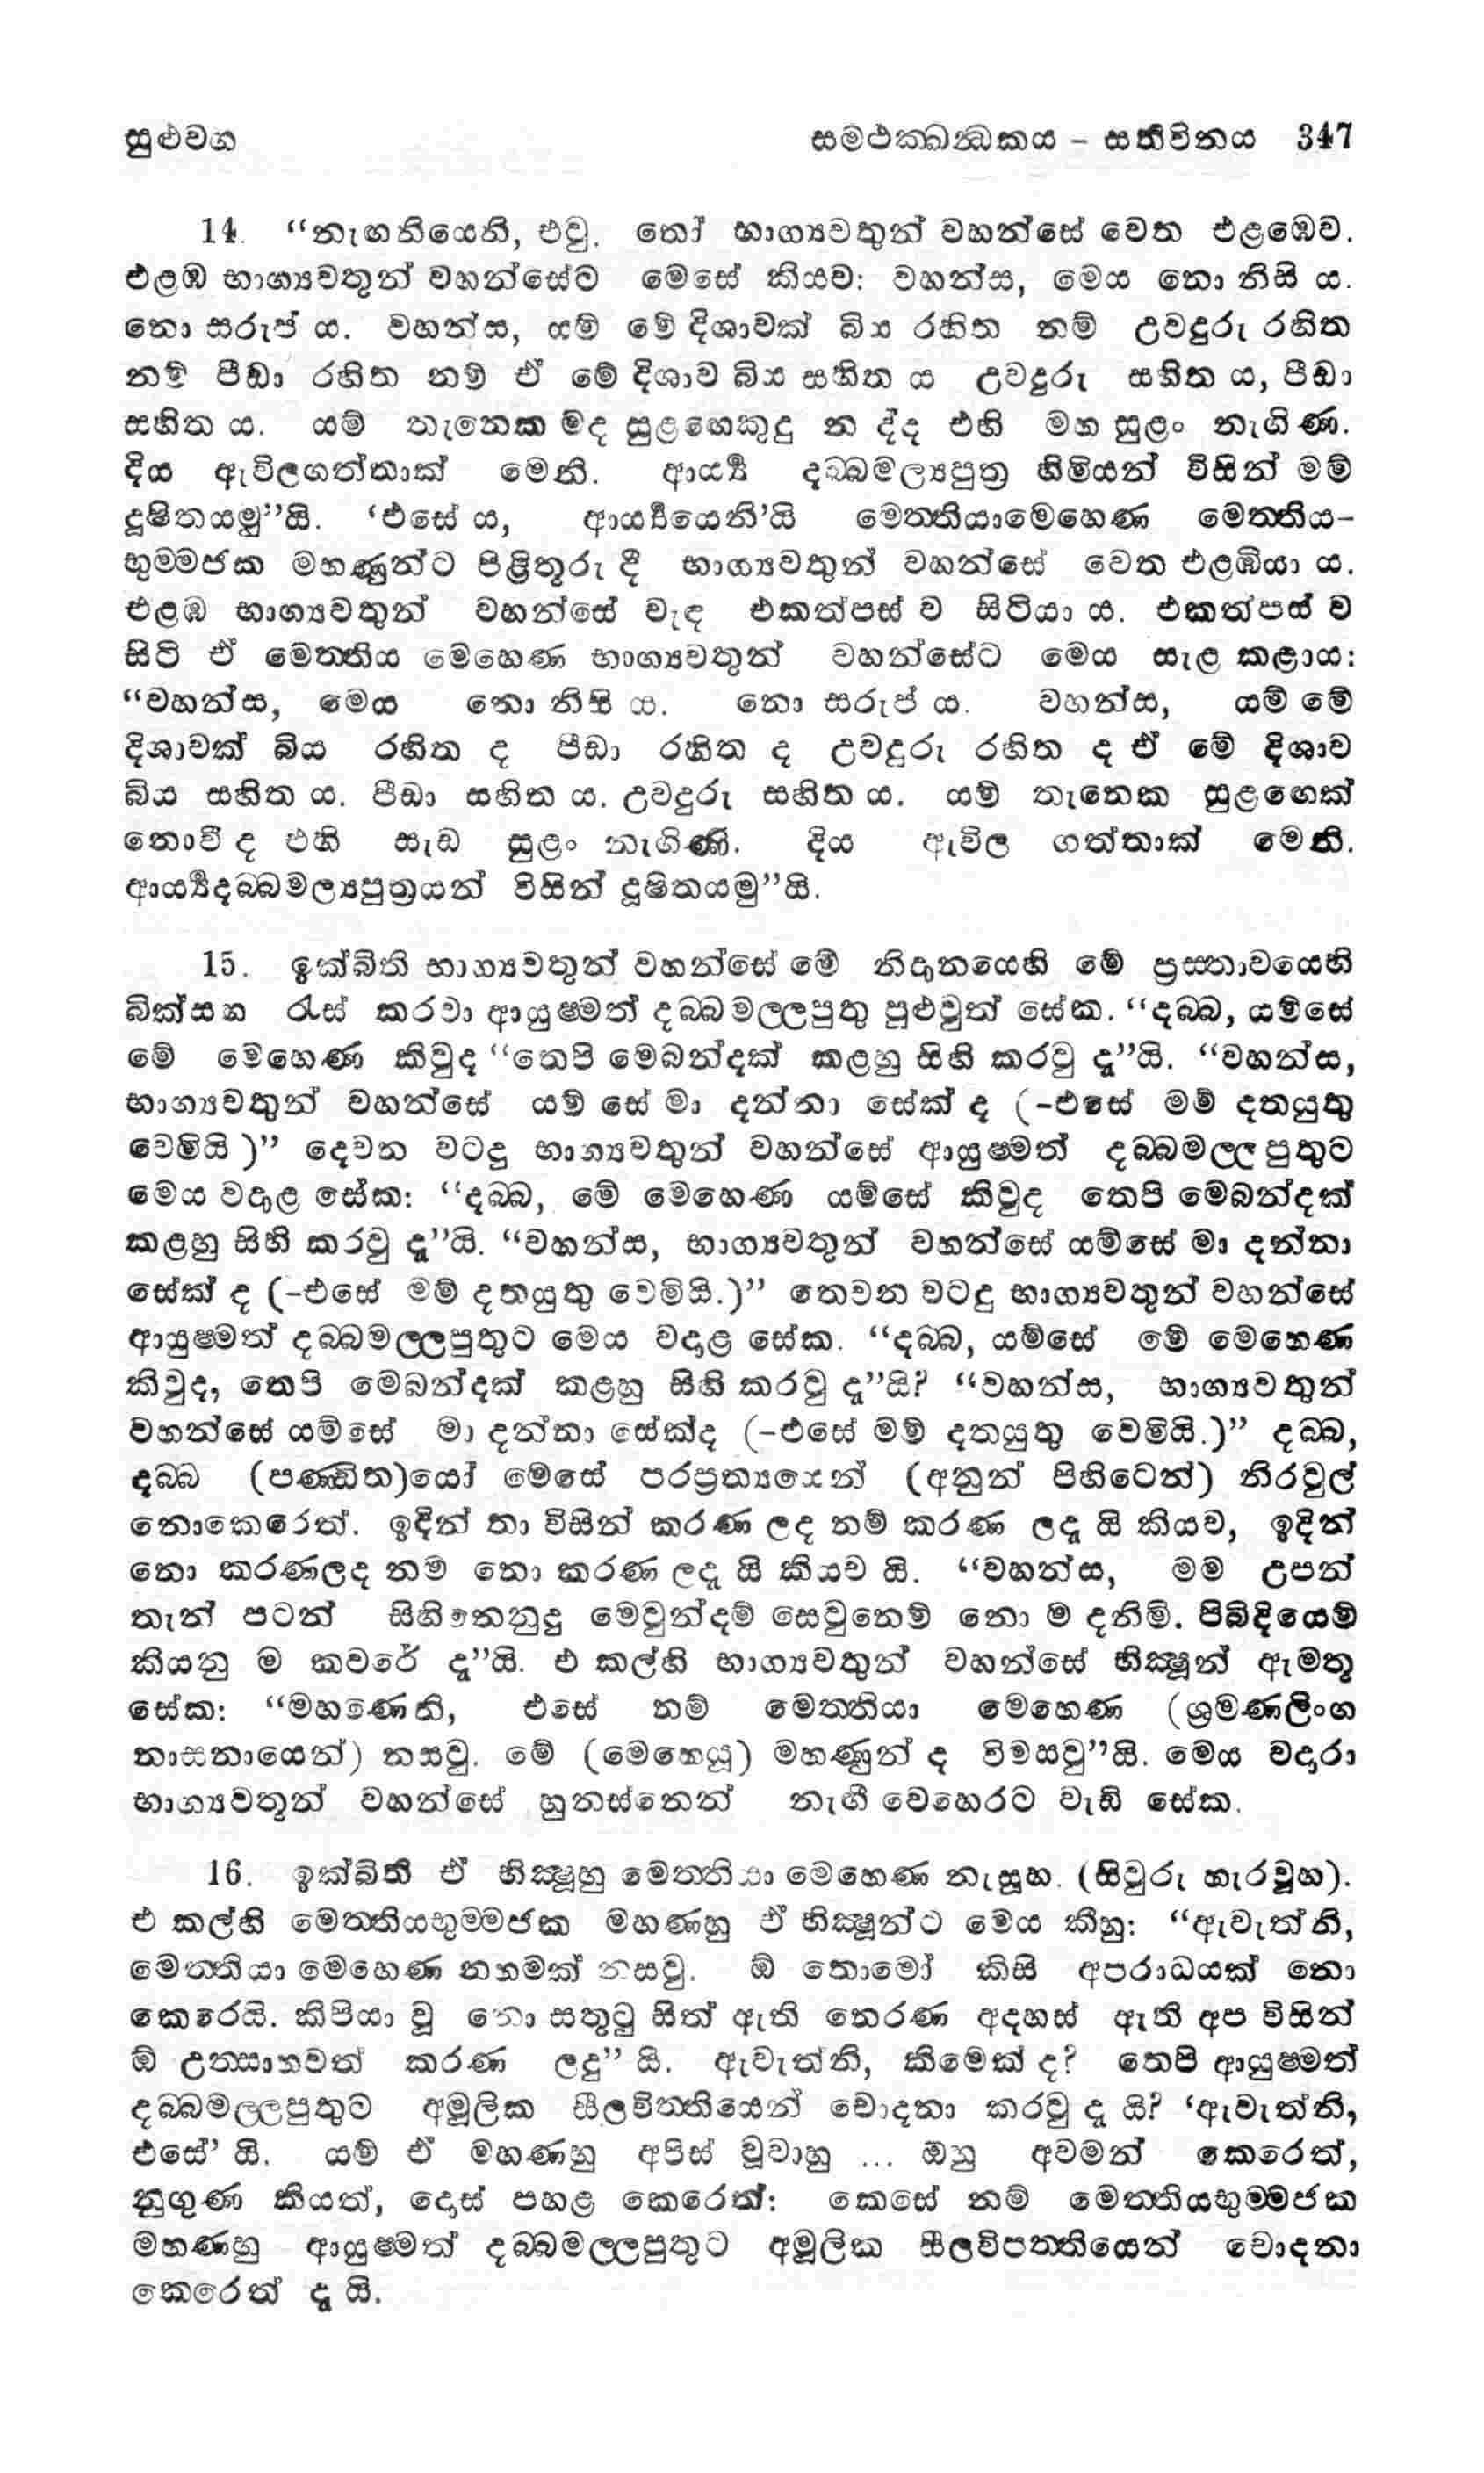 සුළුවග
සමථක්ඛන්ධකය - සතිවිනය 347
14. “නැඟනියෙනි, එවු. තෝ භාග්‍යවතුන් වහන්සේ වෙත එළඹෙව.
එළඹ භාග්‍යවතුන් වහන්සේට මෙසේ කියව: වහන්ස, මෙය නො නිසි ය.
නො සරුප් ය. වහන්ස, යම් මේ දිශාවක් බිය රහිත නම් උවදුරු රහිත
නම් පීඩා රහිත නම් ඒ මේ දිශාව බිය සහිත ය උවදුරු සහිත ය, පීඩා
සහිත ය. යම් තැනෙක මද සුළඟෙකුදු න ද්ද එහි මහ සුළං නැගිණ.
දිය ඇවිලගත්තාක් මෙනි. ආර්‍ය්‍ය දබ්බමල්‍යපුත්‍ර හිමියන් විසින් මම්
දූෂිතයමු”යි. ‘එසේ ය, ආර්‍ය්‍යයෙනි’යි මෙත්තියාමෙහෙණ මෙත්තිය-
භුම්මජක මහණුන්ට පිළිතුරු දී භාග්‍යවතුන් වහන්සේ වෙත එළඹියා ය.
එළඹ භාග්‍යවතුන් වහන්සේ වැඳ එකත්පස් ව සිටියා ය. එකත්පස් ව
සිටි ඒ මෙත්තිය මෙහෙණ භාග්‍යවතුන් වහන්සේට මෙය සැළ කළාය:
“වහන්ස, මෙය නො නිසි ය. නො සරුප් ය. වහන්ස, යම් මේ
දිශාවක් බිය රහිත ද පීඩා රහිත ද උවදුරු රහිත ද ඒ මේ දිශාව
බිය සහිත ය. පීඩා සහිත ය. උවදුරු සහිත ය. යම් තැනෙක සුළඟෙක්
නොවී ද එහි සැඩ සුළං නැගිණි. දිය ඇවිල ගත්තාක් මෙනි.
ආර්‍ය්‍යදබ්බමල්‍යපුත්‍රයන් විසින් දූෂිතයමු”යි.
15. ඉක්බිති භාග්‍යවතුන් වහන්සේ මේ නිදානයෙහි මේ ප්‍රස්තාවයෙහි
බික්සඟ රැස් කරවා ආයුෂ්මත් දබ්බමල්ලපුතු පුළුවුත් සේක. “දබ්බ, යම්සේ
මේ මෙහෙණ කිවුද “තෙපි මෙබන්දක් කළහු සිහි කරවු දැ”යි. “වහන්ස,
භාග්‍යවතුන් වහන්සේ යම් සේ මා දන්නා සේක් ද (-එසේ මම් දතයුතු
වෙමියි)” දෙවන වටදු භාග්‍යවතුන් වහන්සේ ආයුෂ්මත් දබ්බමල්ල පුතුට
මෙය වදාළ සේක: “දබ්බ, මේ මෙහෙණ යම්සේ කිවුද තෙපි මෙබන්දක්
කළහු සිහි කරවු දැ”යි. “වහන්ස, භාග්‍යවතුන් වහන්සේ යම්සේ මා දන්නා
සේක් ද (-එසේ මම් දතයුතු වෙමියි.)” තෙවන වටදු භාග්‍යවතුන් වහන්සේ
ආයුෂ්මත් දබ්බමල්ලපුතුට මෙය වදාළ සේක. “දබ්බ, යම්සේ මේ මෙහෙණ
කිවුද, තෙපි මෙබන්දක් කළහු සිහි කරවු දැ”යි? “වහන්ස, භාග්‍යවතුන්
වහන්සේ යම්සේ මා දන්නා සේක්ද (-එසේ මම් දතයුතු වෙමියි.)” දබ්බ,
දබ්බ (පණ්ඩිත)යෝ මෙසේ පරප්‍රත්‍යයෙන් (අනුන් පිහිටෙන්) නිරවුල්
නොකෙරෙත්. ඉදින් තා විසින් කරණ ලද නම් කරණ ලදැ යි කියව, ඉදින්
නො කරණලද නම් නො කරණ ලදැ යි කියව යි. “වහන්ස, මම උපන්
තැන් පටන් සිහිනෙනුදු මෙවුන්දම් සෙවුනෙම් නො ම දනිමි. පිබිදියෙම්
කියනු ම කවරේ දැ”යි. එ කල්හි භාග්‍යවතුන් වහන්සේ භික්ෂූන් ඇමතූ
සේක: “මහණෙනි, එසේ නම් මෙත්තියා මෙහෙණ (ශ්‍රමණලිංග
නාසනායෙන්) නසවු. මේ (මෙහෙයූ) මහණුන් ද විමසවු”යි. මෙය වදාරා
භාග්‍යවතුන් වහන්සේ හුනස්නෙන් නැඟී වෙහෙරට වැඩි සේක.
16. ඉක්බිති ඒ භික්ෂූහු මෙත්තියා මෙහෙණ නැසූහ. (සිවුරු හැරවූහ).
එ කල්හි මෙත්තියභුම්මජක මහණහු ඒ භික්ෂූන්ට මෙය කීහු: “ඇවැත්නි,
මෙත්තියා මෙහෙණ නහමක් නසවු. ඕ තොමෝ කිසි අපරාධයක් නො
කෙරෙයි. කිපියා වූ නො සතුටු සිත් ඇති නෙරණ අදහස් ඇති අප විසින්
ඕ උත්සාහවත් කරණ ලදු” යි. ඇවැත්නි, කිමෙක් ද? තෙපි ආයුෂ්මත්
දබ්බමල්ලපුතුට අමූලික සීලවිත්තියෙන් චොදනා කරවු දැ යි? ‘ඇවැත්නි,
එසේ’ යි. යම් ඒ මහණහු අපිස් වූවාහු ... ඔහු අවමන් කෙරෙත්,
නුගුණ කියත්, දොස් පහළ කෙරෙත්: කෙසේ නම් මෙත්තියභුම්මජක
මහණහු ආයුෂ්මත් දබ්බමල්ලපුතුට අමූලික සීලවිපත්තියෙන් චොදනා
කෙරෙත් දැ යි.